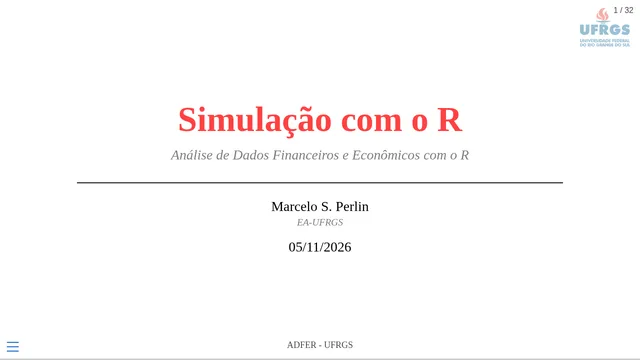 1 / 32
UFRGS
UNIVERSIDADE FEDERAL
DO RIO GRANDE DO SUL
Simulação com o R
Análise de Dados Financeiros e Econômicos com o R
Marcelo S. Perlin
EA-UFRGS
05/11/2026
ADFER - UFRGS